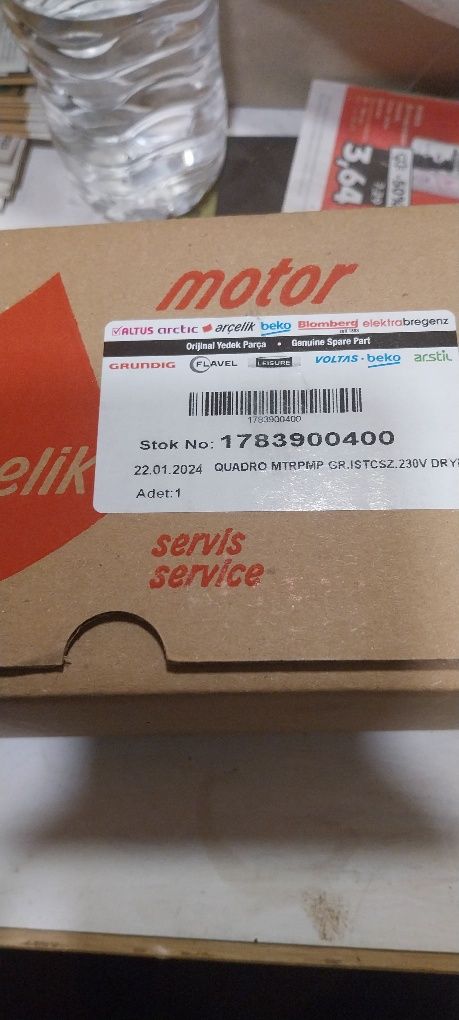 3,64
motor
ALTUS arctic arçelik beko Blomberg elektrabregenz
Orijinal Yedek Parça • Genuine Spare Part
GRUNDIG FLAVEL LEISURE VOLTAS·beko arstil
1783900400
Stok No: 1783900400
22.01.2024 QUADRO MTRPMP GR.ISTCSZ.230V DRY
Adet:1
elik
servis
service